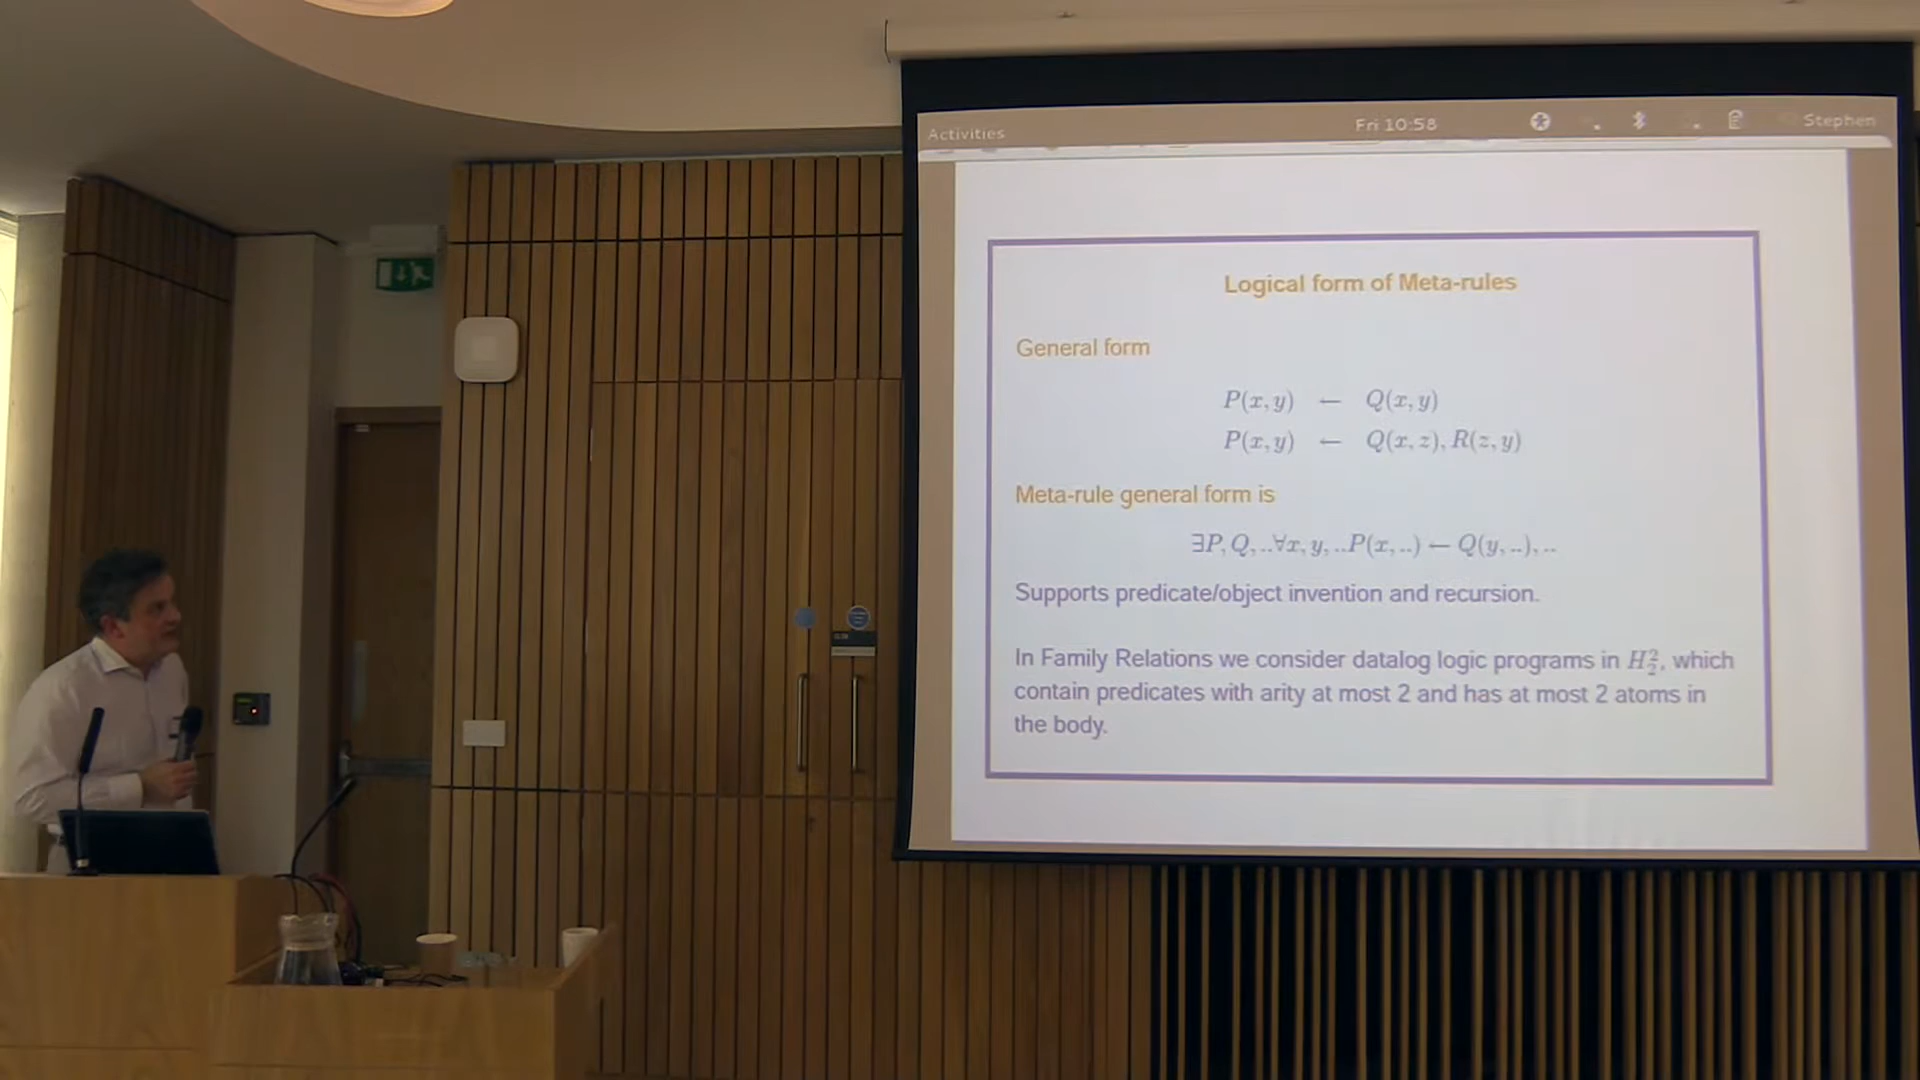 Activities Fri 10:58 Stephen
Logical form of Meta-rules
General form
P(x, y) ← Q(x, y)
P(x, y) ← Q(x, z), R(z, y)
Meta-rule general form is
∃P, Q, ..∀x, y, ..P(x, ..) ← Q(y, ..), ..
Supports predicate/object invention and recursion.
In Family Relations we consider datalog logic programs in H²₂, which
contain predicates with arity at most 2 and has at most 2 atoms in
the body.